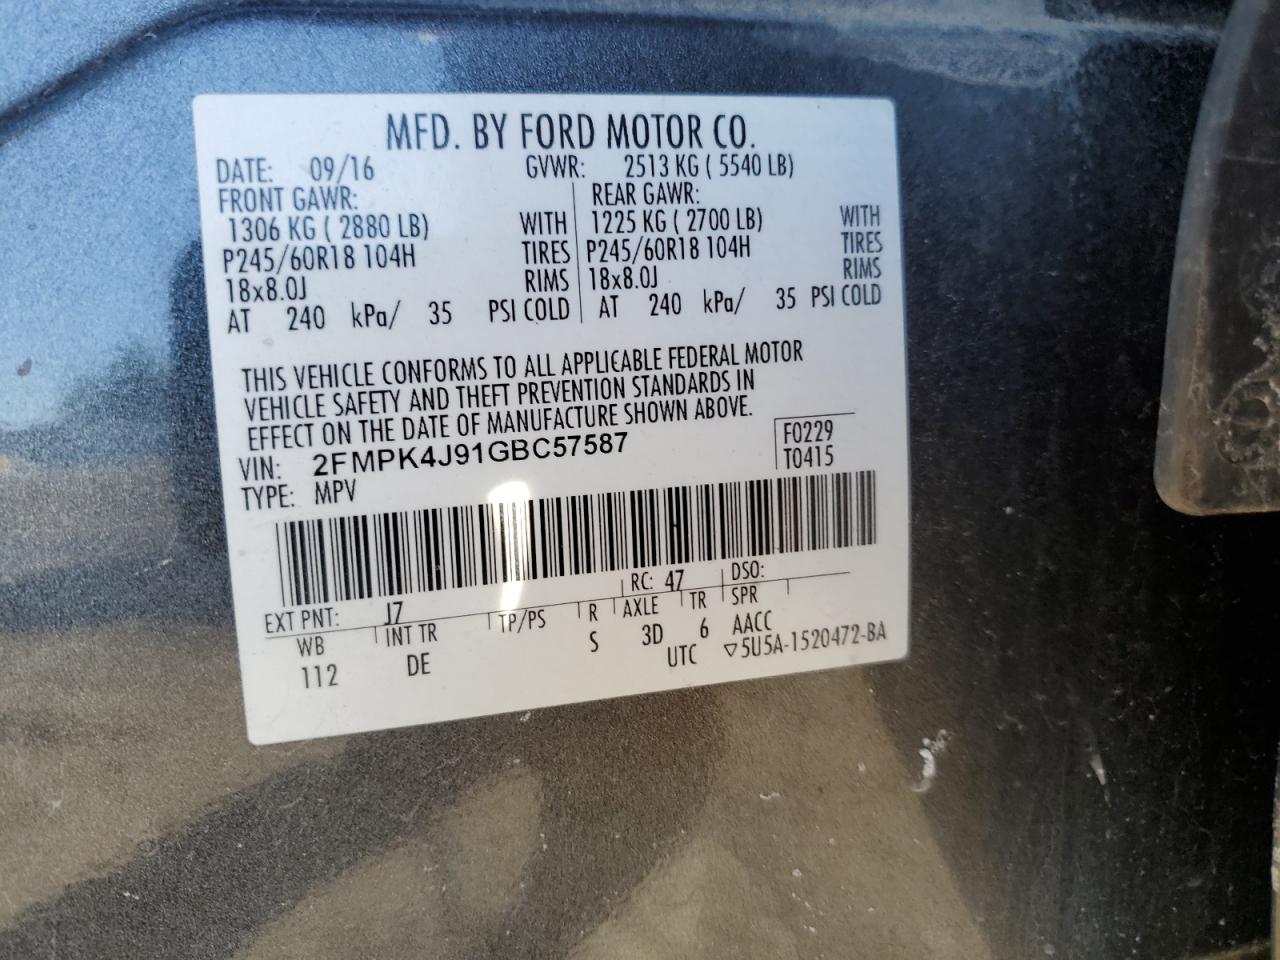 MFD. BY FORD MOTOR CO.
DATE: 09/16 GVWR: 2513 KG ( 5540 LB)
FRONT GAWR: REAR GAWR:
1306 KG ( 2880 LB) WITH 1225 KG ( 2700 LB) WITH
P245/60R18 104H TIRES P245/60R18 104H TIRES
18x8.0J RIMS 18x8.0J RIMS
AT 240 kPa/ 35 PSI COLD AT 240 kPa/ 35 PSI COLD
THIS VEHICLE CONFORMS TO ALL APPLICABLE FEDERAL MOTOR
VEHICLE SAFETY AND THEFT PREVENTION STANDARDS IN
EFFECT ON THE DATE OF MANUFACTURE SHOWN ABOVE.
VIN: 2FMPK4J91GBC57587 F0229
TYPE: MPV T0415
EXT PNT: J7 RC: 47 DSO:
WB INT TR TP/PS R AXLE TR SPR
112 DE S 3D 6 AACC
UTC ▽5U5A-1520472-BA